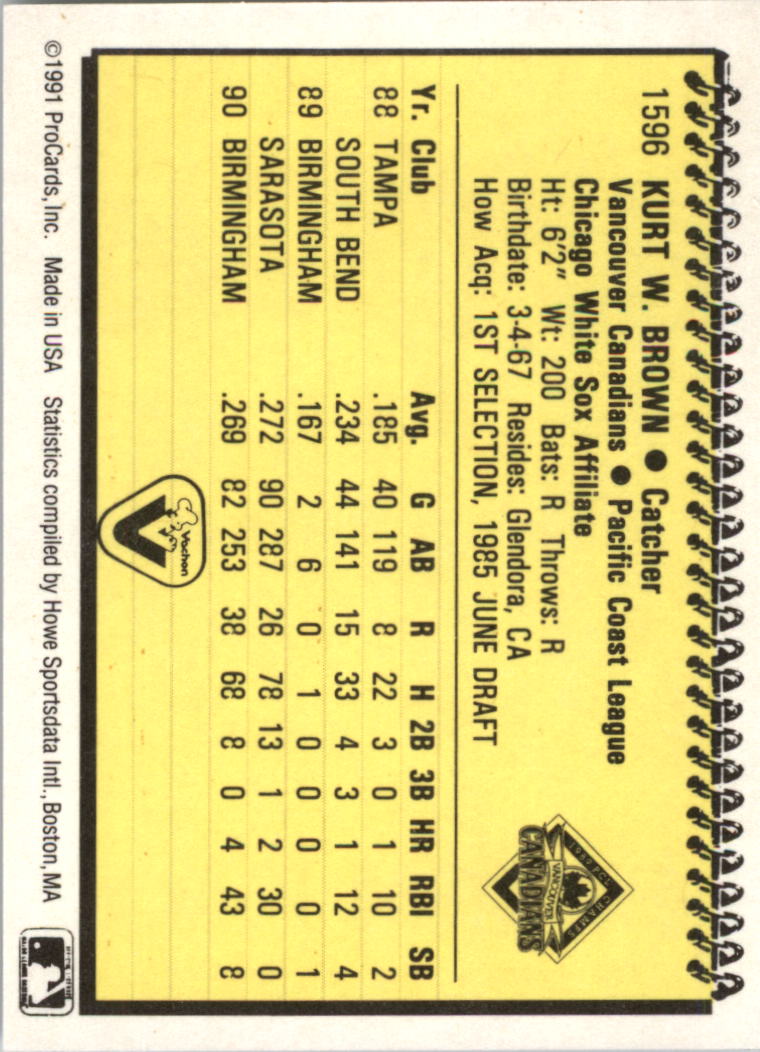 1596 KURT W. BROWN ● Catcher
Vancouver Canadians ● Pacific Coast League
Chicago White Sox Affiliate
Ht: 6'2" Wt: 200 Bats: R Throws: R
Birthdate: 3-4-67 Resides: Glendora, CA
How Acq: 1ST SELECTION, 1985 JUNE DRAFT
1989 PCL CHAMPS
VANCOUVER
CANADIANS
Yr. Club Avg. G AB R H 2B 3B HR RBI SB
88 TAMPA .185 40 119 8 22 3 0 1 10 2
SOUTH BEND .234 44 141 15 33 4 3 1 12 4
89 BIRMINGHAM .167 2 6 0 1 0 0 0 0 1
SARASOTA .272 90 287 26 78 13 1 2 30 0
90 BIRMINGHAM .269 82 253 38 68 8 0 4 43 8
Vachon
V
©1991 ProCards, Inc. Made in USA Statistics compiled by Howe Sportsdata Intl., Boston, MA